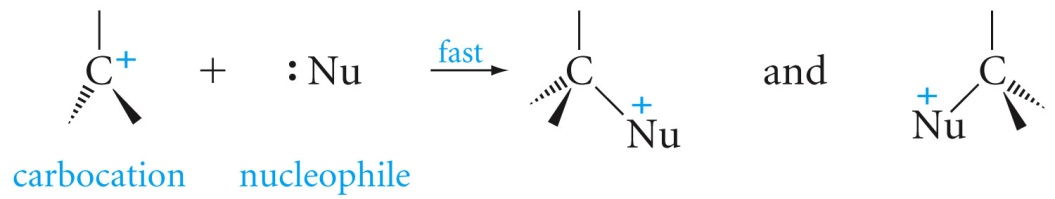 C+ + :Nu fast C + Nu and + Nu C
carbocation nucleophile